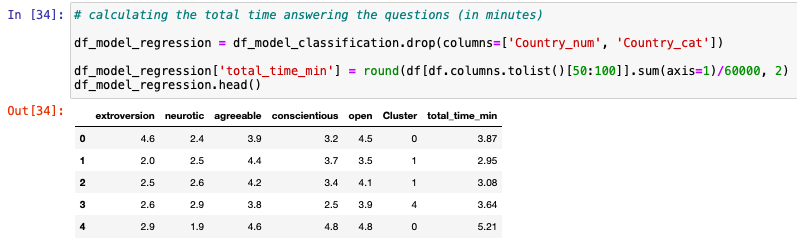 In [34]: # calculating the total time answering the questions (in minutes)
df_model_regression = df_model_classification.drop(columns=['Country_num', 'Country_cat'])
df_model_regression['total_time_min'] = round(df[df.columns.tolist()[50:100]].sum(axis=1)/60000, 2)
df_model_regression.head()
Out[34]:
extroversion neurotic agreeable conscientious open Cluster total_time_min
0 4.6 2.4 3.9 3.2 4.5 0 3.87
1 2.0 2.5 4.4 3.7 3.5 1 2.95
2 2.5 2.6 4.2 3.4 4.1 1 3.08
3 2.6 2.9 3.8 2.5 3.9 4 3.64
4 2.9 1.9 4.6 4.8 4.8 0 5.21